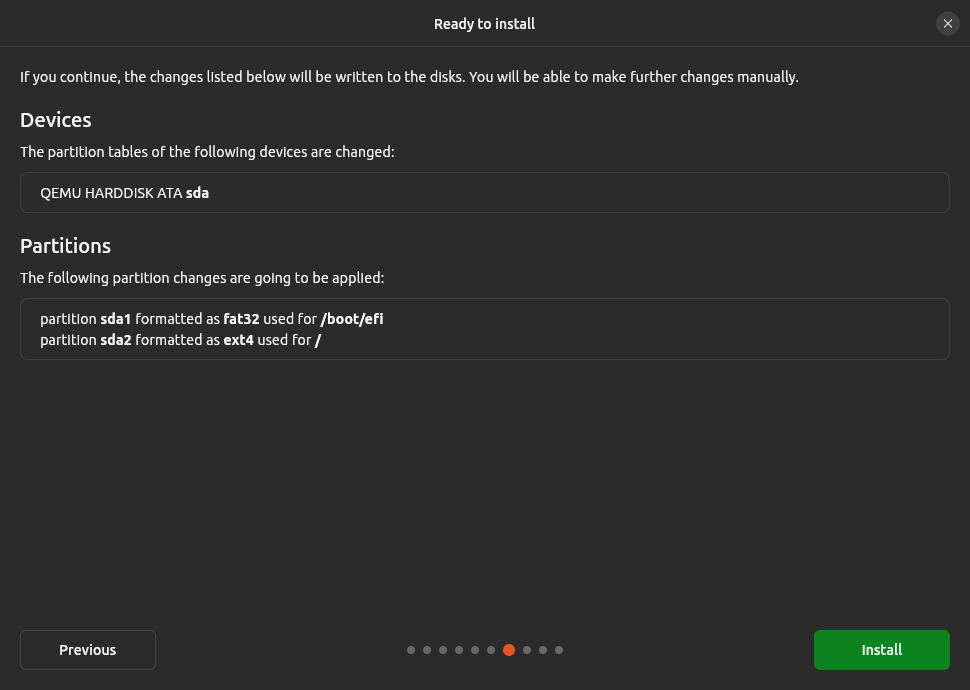 Ready to install
If you continue, the changes listed below will be written to the disks. You will be able to make further changes manually.
Devices
The partition tables of the following devices are changed:
QEMU HARDDISK ATA sda
Partitions
The following partition changes are going to be applied:
partition sda1 formatted as fat32 used for /boot/efi
partition sda2 formatted as ext4 used for /
Previous
Install